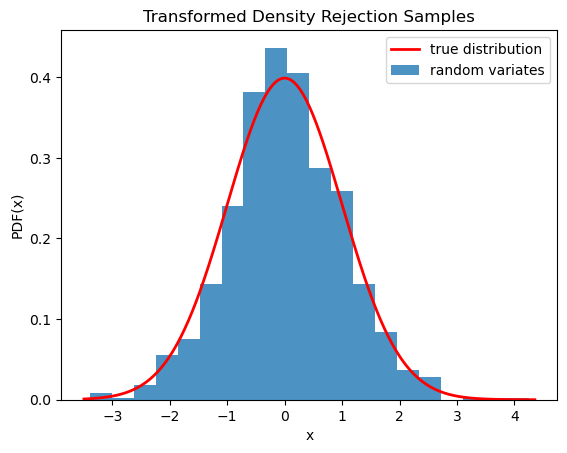 Transformed Density Rejection Samples
true distribution
random variates
PDF(x)
0.4
0.3
0.2
0.1
0.0
−3
−2
−1
0
1
2
3
4
x